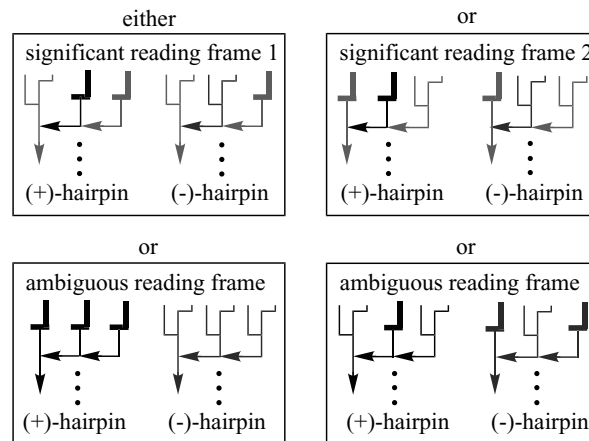 either
significant reading frame 1
(+)-hairpin (-)-hairpin
or
significant reading frame 2
(+)-hairpin (-)-hairpin
or
ambiguous reading frame
(+)-hairpin (-)-hairpin
or
ambiguous reading frame
(+)-hairpin (-)-hairpin